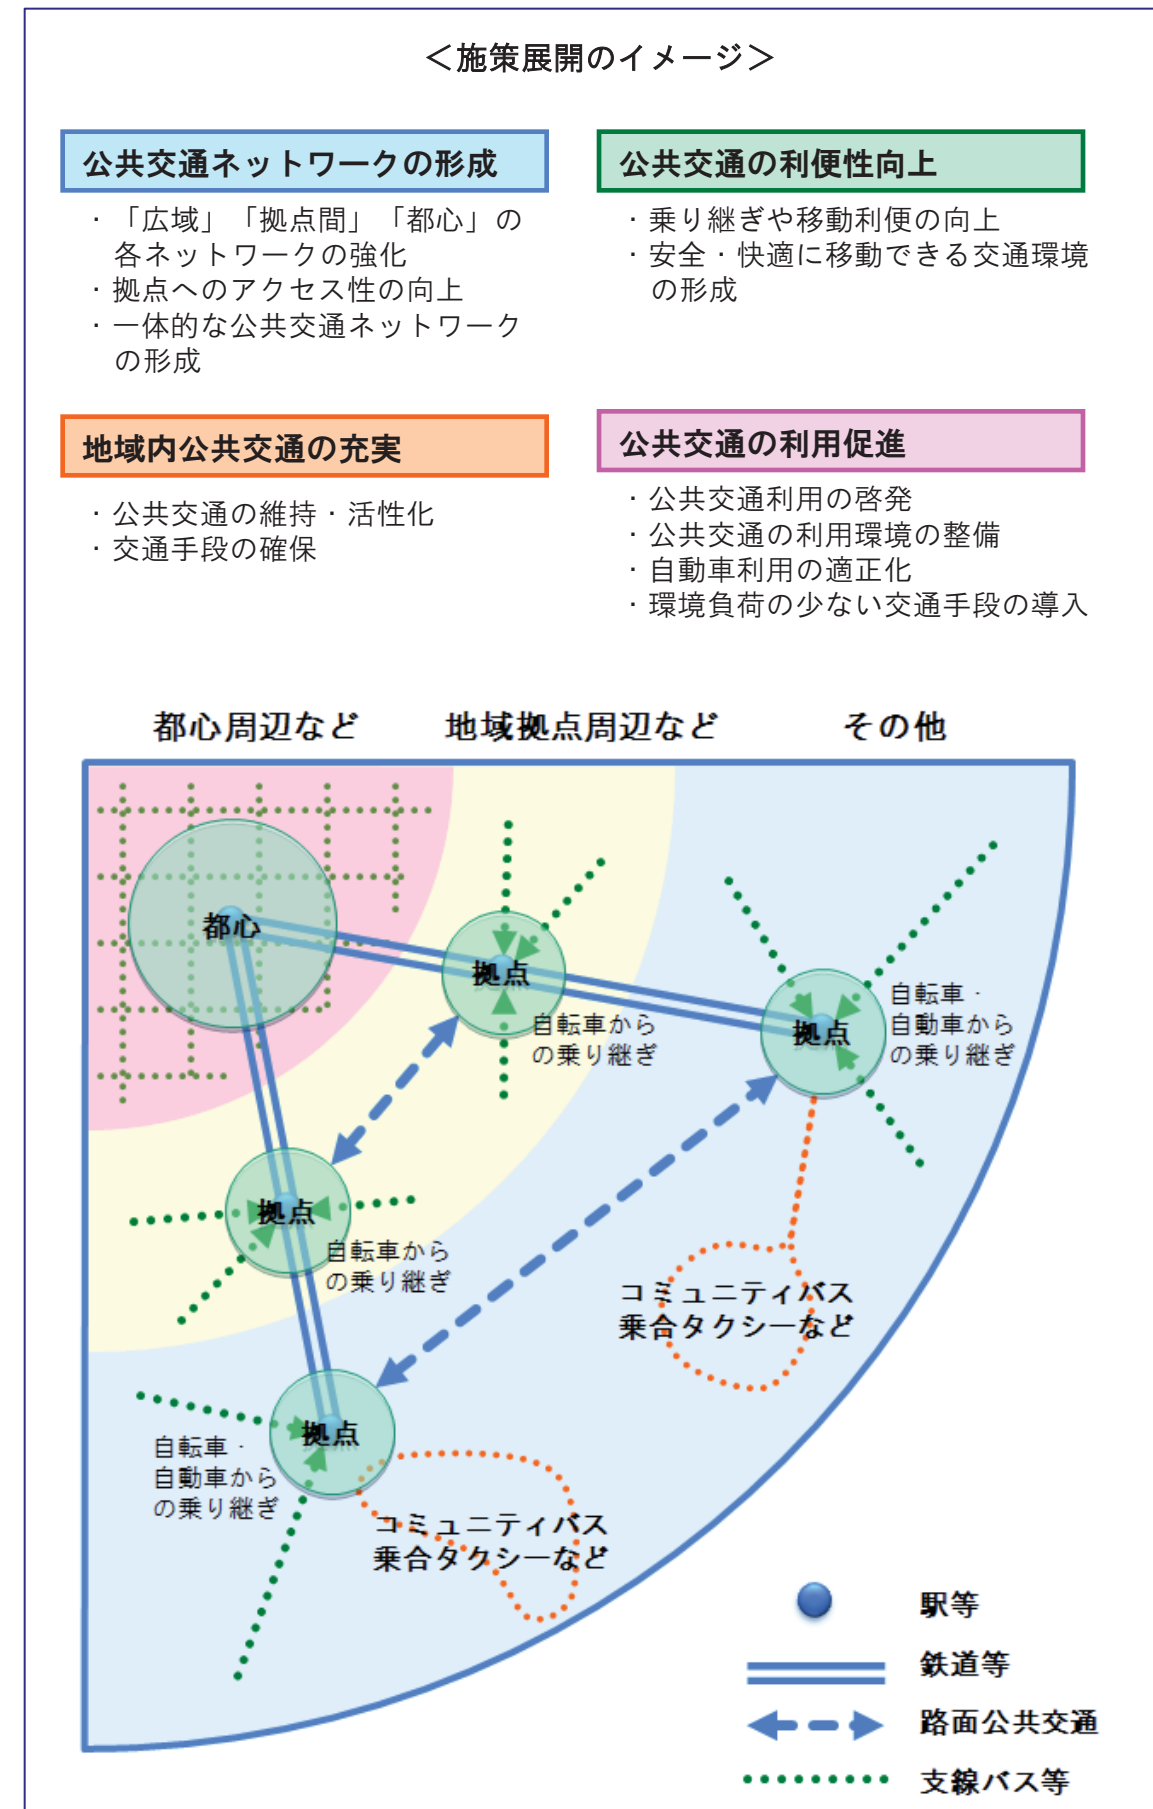 ＜施策展開のイメージ＞
公共交通ネットワークの形成
・「広域」「拠点間」「都心」の
各ネットワークの強化
・拠点へのアクセス性の向上
・一体的な公共交通ネットワーク
の形成
公共交通の利便性向上
・乗り継ぎや移動利便の向上
・安全・快適に移動できる交通環境
の形成
地域内公共交通の充実
・公共交通の維持・活性化
・交通手段の確保
公共交通の利用促進
・公共交通利用の啓発
・公共交通の利用環境の整備
・自動車利用の適正化
・環境負荷の少ない交通手段の導入
都心周辺など
地域拠点周辺など
その他
都心
拠点
自転車から
の乗り継ぎ
拠点
自転車・
自動車から
の乗り継ぎ
拠点
自転車から
の乗り継ぎ
コミュニティバス
乗合タクシーなど
拠点
自転車・
自動車から
の乗り継ぎ
コミュニティバス
乗合タクシーなど
駅等
鉄道等
路面公共交通
支線バス等